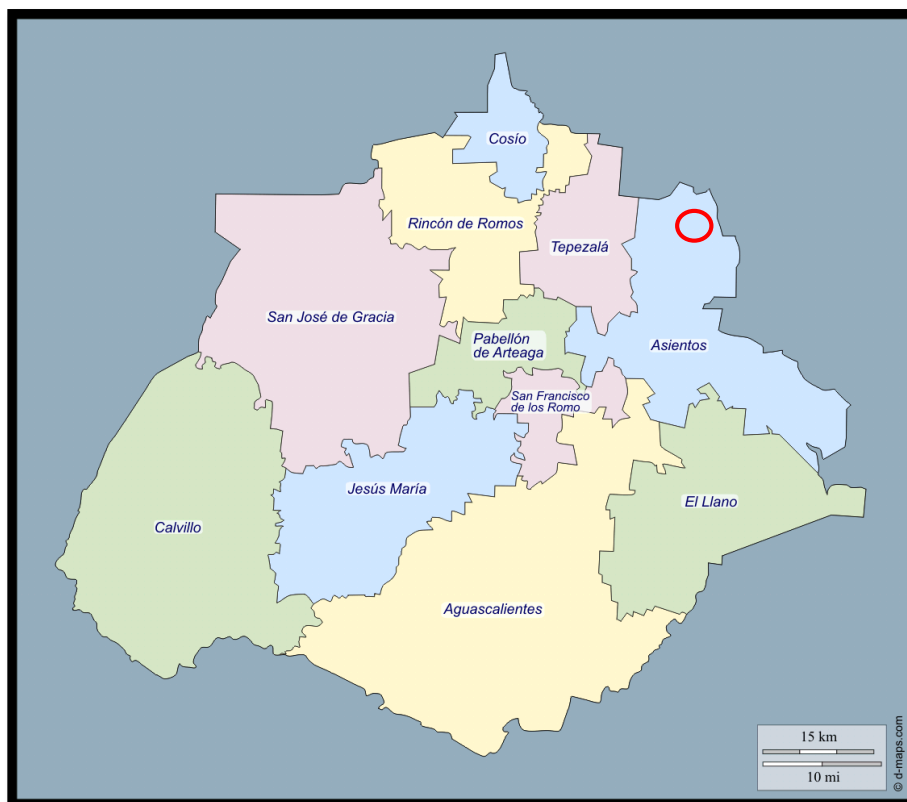 Cosío
Rincón de Romos
Tepezalá
San José de Gracia
Pabellón
de Arteaga
Asientos
San Francisco
de los Romo
Jesús María
El Llano
Calvillo
Aguascalientes
15 km
10 mi
© d-maps.com